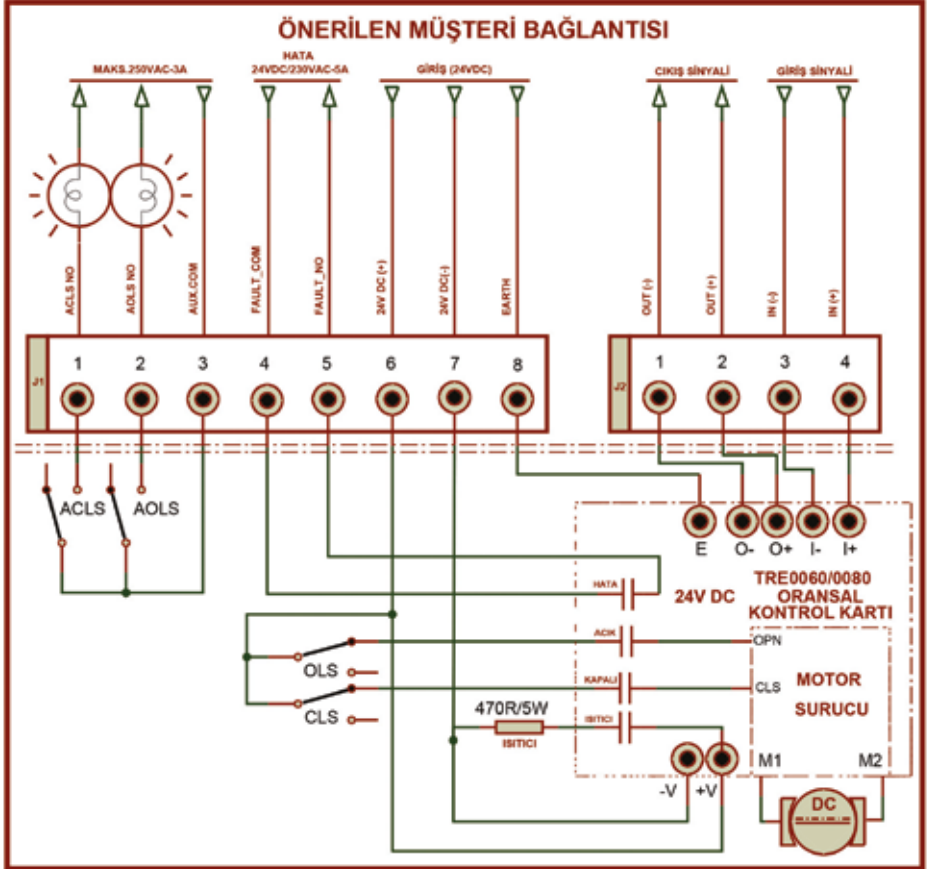 ÖNERİLEN MÜŞTERİ BAĞLANTISI
MAKS.250VAC-3A
HATA
24VDC/230VAC-5A
GİRİŞ (24VDC)
CIKIŞ SİNYALİ
GİRİŞ SİNYALİ
ACLS NO
AOLS NO
AUX.COM
FAULT_COM
FAULT_NO
24V DC (+)
24V DC(-)
EARTH
OUT (-)
OUT (+)
IN (-)
IN (+)
J1
1
2
3
4
5
6
7
8
J2
1
2
3
4
ACLS
AOLS
E
O-
O+
I-
I+
HATA
24V DC
TRE0060/0080
ORANSAL
KONTROL KARTI
ACIK
OPN
OLS
KAPALI
CLS
MOTOR
SURUCU
CLS
470R/5W
ISITICI
ISITICI
M1
M2
-V
+V
DC